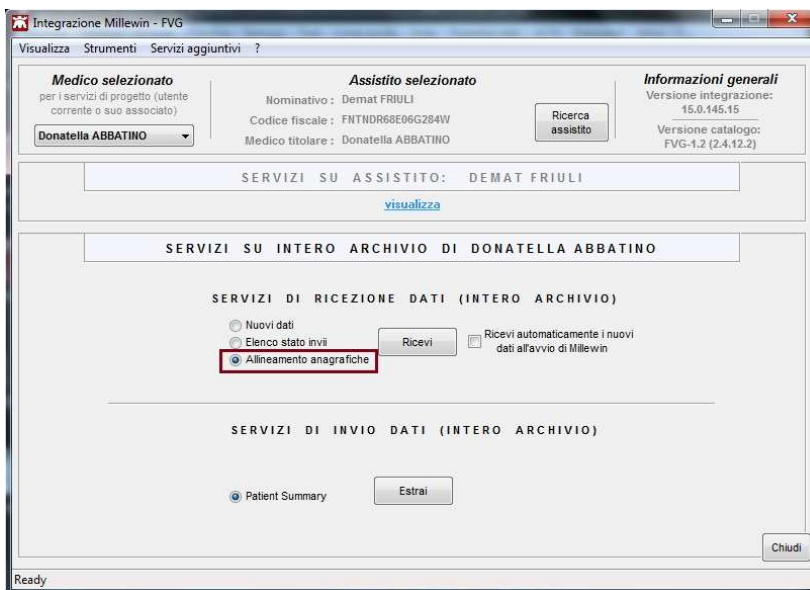 Integrazione Millewin - FVG
Visualizza Strumenti Servizi aggiuntivi ?
Medico selezionato
per i servizi di progetto (utente
corrente o suo associato)
Donatella ABBATINO
Assistito selezionato
Nominativo : Demat FRIULI
Codice fiscale : FNTNDR68E06G284W
Medico titolare : Donatella ABBATINO
Ricerca
assistito
Informazioni generali
Versione integrazione:
15.0.145.15
Versione catalogo:
FVG-1.2 (2.4.12.2)
SERVIZI SU ASSISTITO: DEMAT FRIULI
visualizza
SERVIZI SU INTERO ARCHIVIO DI DONATELLA ABBATINO
SERVIZI DI RICEZIONE DATI (INTERO ARCHIVIO)
Nuovi dati
Elenco stato invii
Allineamento anagrafiche
Ricevi
Ricevi automaticamente i nuovi
dati all'avvio di Millewin
SERVIZI DI INVIO DATI (INTERO ARCHIVIO)
Patient Summary
Estrai
Chiudi
Ready